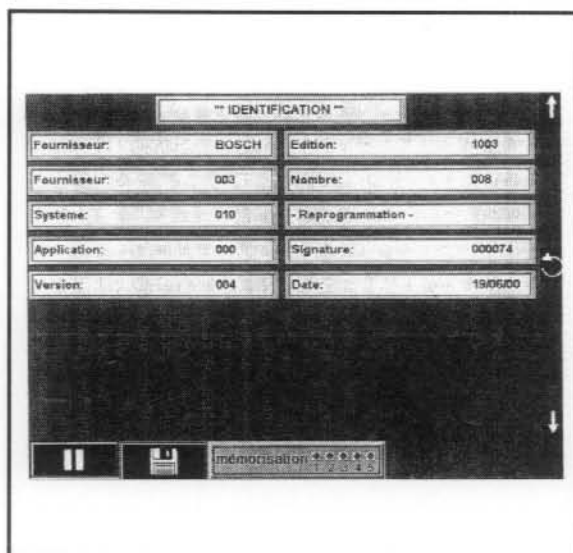 ** IDENTIFICATION **
Fournisseur: BOSCH
Edition: 1003
Fournisseur: 003
Nombre: 008
Systeme: 010
- Reprogrammation -
Application: 000
Signature: 000074
Version: 004
Date: 19/06/00
mémorisation 1 2 3 4 5